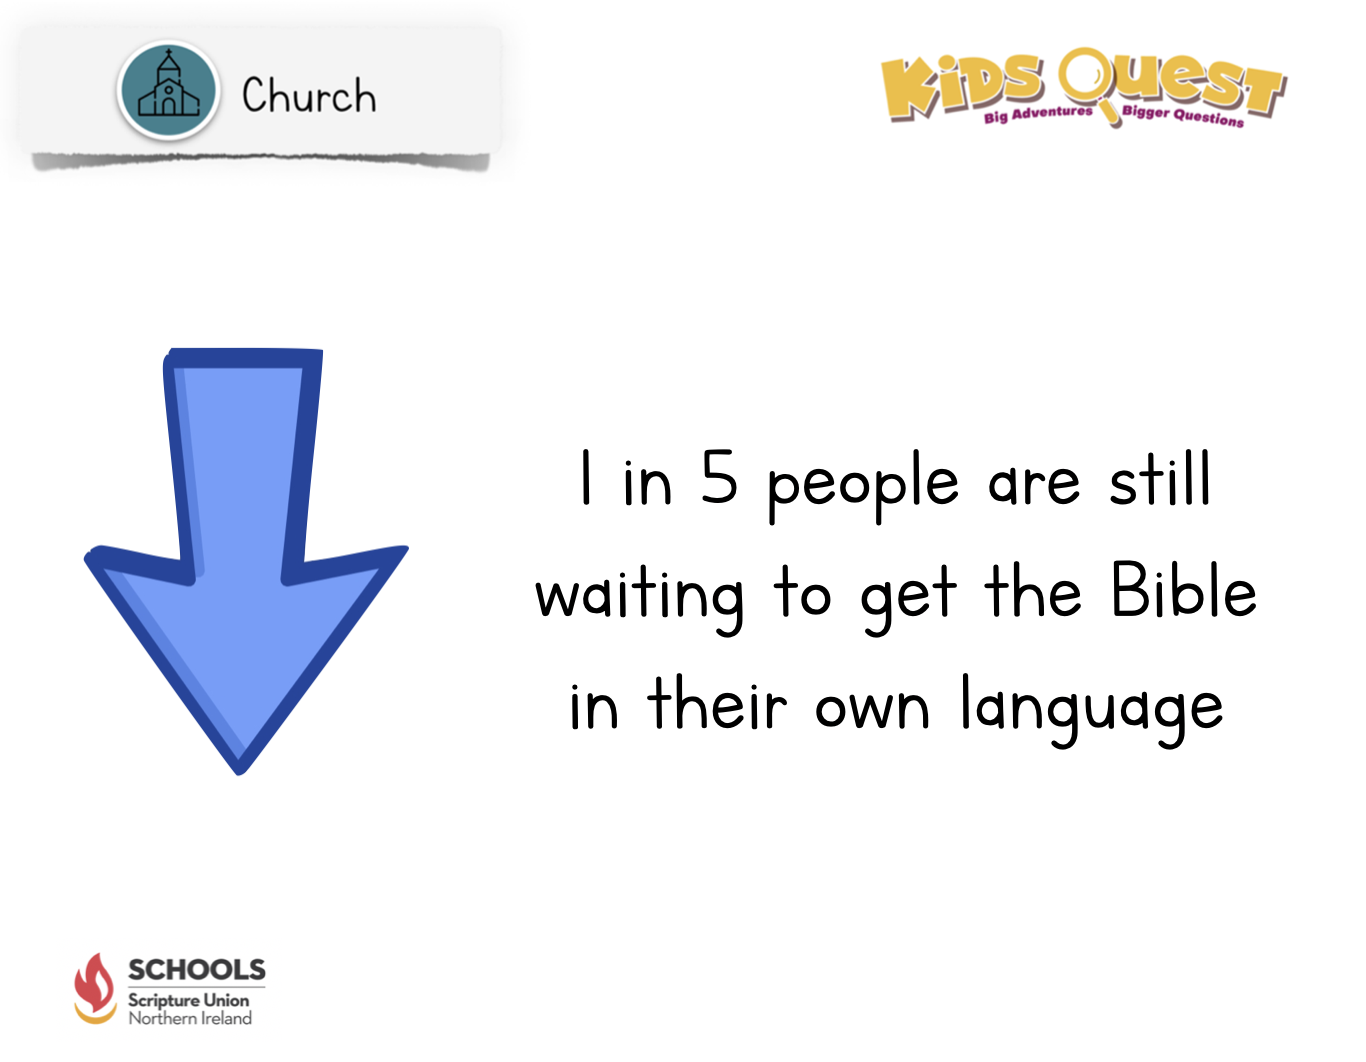 Church
KiDS QUEST
Big Adventures Bigger Questions
1 in 5 people are still
waiting to get the Bible
in their own language
SCHOOLS
Scripture Union
Northern Ireland